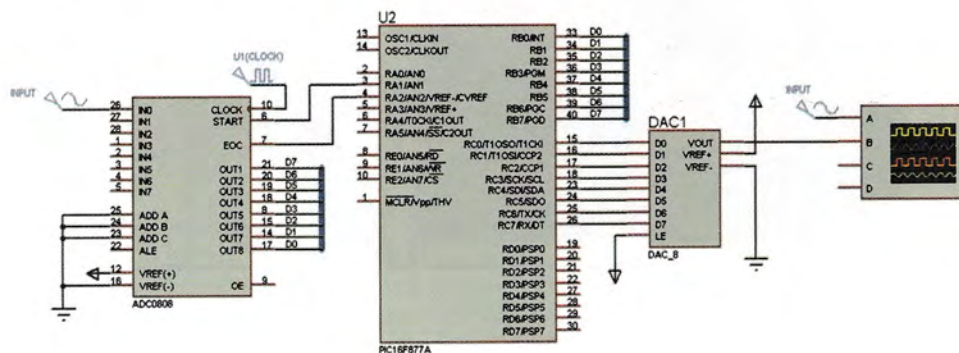 U2
U1(CLOCK)
INPUT
26 IN0
27 IN1
28 IN2
1 IN3
2 IN4
3 IN5
4 IN6
5 IN7
25 ADD A
24 ADD B
23 ADD C
22 ALE
12 VREF(+)
16 VREF(-)
CLOCK 10
START 6
EOC 7
OUT1 21 D7
OUT2 20 D6
OUT3 19 D5
OUT4 18 D4
OUT5 8 D3
OUT6 15 D2
OUT7 14 D1
OUT8 17 D0
OE 9
ADC0808
13 OSC1/CLKIN
14 OSC2/CLKOUT
2 RA0/AN0
3 RA1/AN1
4 RA2/AN2/VREF-/CVREF
5 RA3/AN3/VREF+
6 RA4/T0CKI/C1OUT
7 RA5/AN4/SS/C2OUT
8 RE0/AN5/RD
9 RE1/AN6/WR
10 RE2/AN7/CS
1 MCLR/Vpp/THV
RB0/INT 33 D0
RB1 34 D1
RB2 35 D2
RB3/PGM 36 D3
RB4 37 D4
RB5 38 D5
RB6/PGC 39 D6
RB7/PGD 40 D7
RC0/T1OSO/T1CKI 15
RC1/T1OSI/CCP2 16
RC2/CCP1 17
RC3/SCK/SCL 18
RC4/SDI/SDA 23
RC5/SDO 24
RC6/TX/CK 25
RC7/RX/DT 26
RD0/PSP0 19
RD1/PSP1 20
RD2/PSP2 21
RD3/PSP3 22
RD4/PSP4 27
RD5/PSP5 28
RD6/PSP6 29
RD7/PSP7 30
PIC16F877A
DAC1
D0 VOUT
D1 VREF+
D2 VREF-
D3
D4
D5
D6
D7
LE
DAC_8
INPUT
A
B
C
D